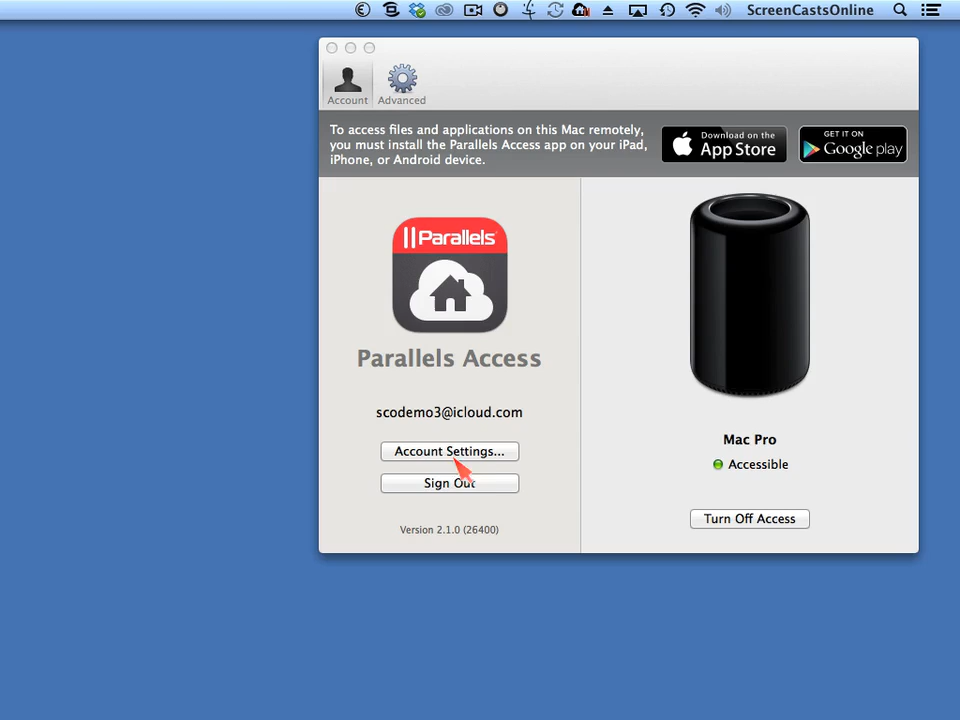 ScreenCastsOnline
Account
Advanced
To access files and applications on this Mac remotely,
you must install the Parallels Access app on your iPad,
iPhone, or Android device.
Download on the
App Store
GET IT ON
Google play
Parallels
Parallels Access
scodemo3@icloud.com
Account Settings...
Sign Out
Version 2.1.0 (26400)
Mac Pro
Accessible
Turn Off Access